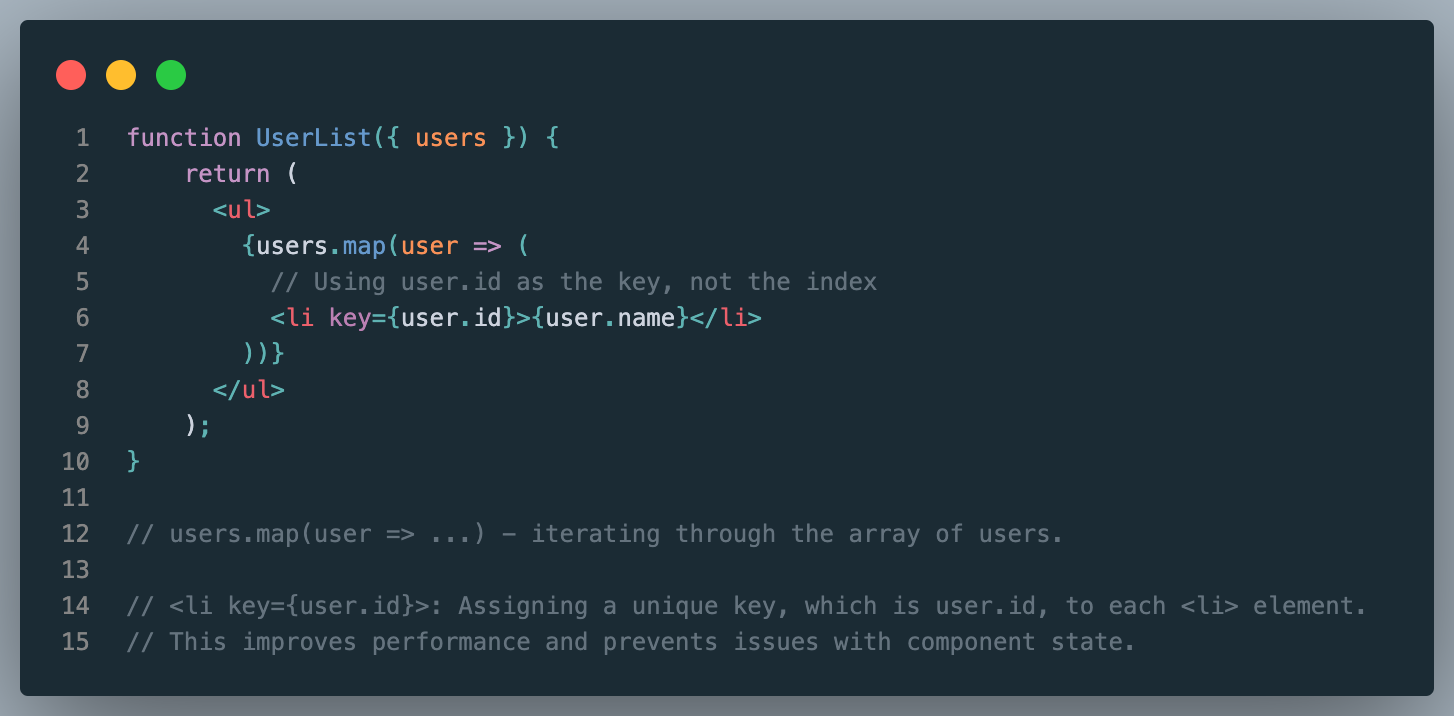 1 function UserList({ users }) {
2     return (
3       <ul>
4         {users.map(user => (
5           // Using user.id as the key, not the index
6           <li key={user.id}>{user.name}</li>
7         ))}
8       </ul>
9     );
10 }
11
12 // users.map(user => ...) – iterating through the array of users.
13
14 // <li key={user.id}>: Assigning a unique key, which is user.id, to each <li> element.
15 // This improves performance and prevents issues with component state.